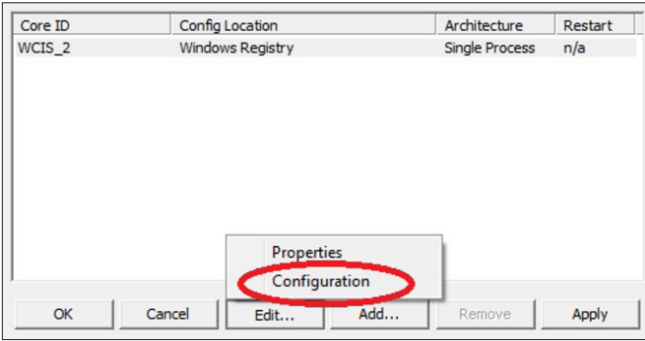 Core ID Config Location Architecture Restart
WCIS_2 Windows Registry Single Process n/a
Properties
Configuration
OK Cancel Edit... Add... Remove Apply